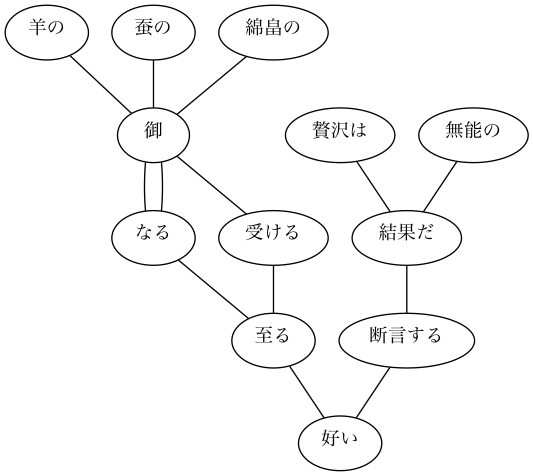 羊の 蚕の 綿畠の
御 贅沢は 無能の
なる 受ける 結果だ
至る 断言する
好い